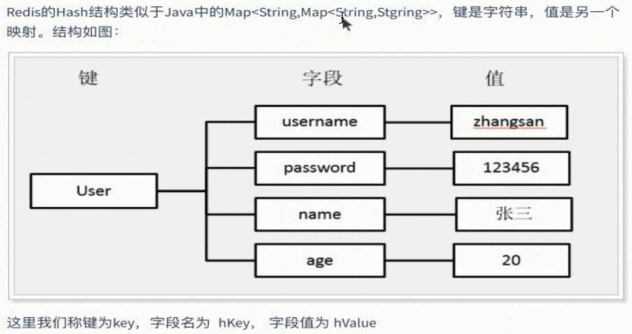 Redis的Hash结构类似于Java中的Map<String,Map<String,Stgring>>，键是字符串，值是另一个
映射。结构如图：
键 字段 值
username zhangsan
password 123456
User
name 张三
age 20
这里我们称键为key，字段名为 hKey， 字段值为 hValue